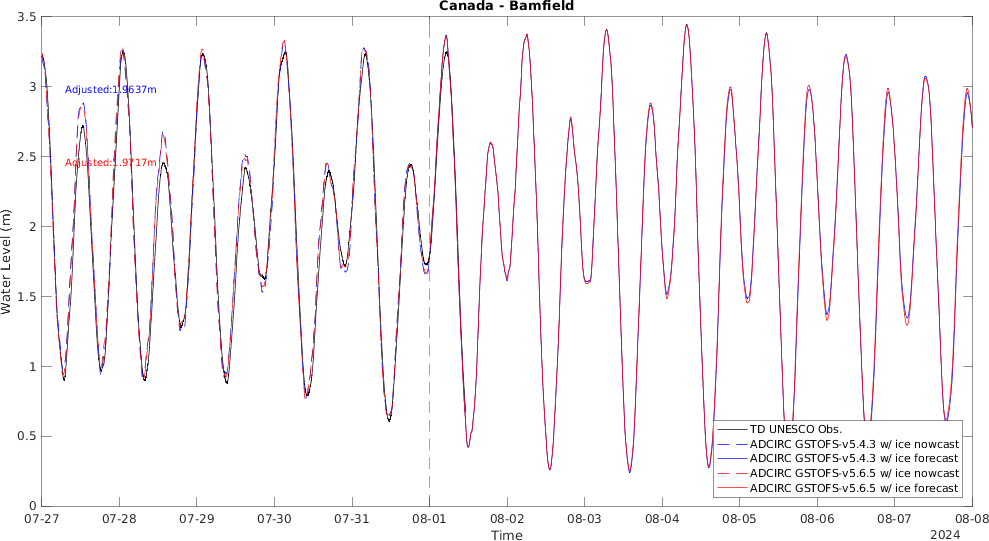 Canada - Bamfield
3.5
3
2.5
2
1.5
1
0.5
0
Water Level (m)
Adjusted:1.9637m
Adjusted:1.9717m
TD UNESCO Obs.
ADCIRC GSTOFS-v5.4.3 w/ ice nowcast
ADCIRC GSTOFS-v5.4.3 w/ ice forecast
ADCIRC GSTOFS-v5.6.5 w/ ice nowcast
ADCIRC GSTOFS-v5.6.5 w/ ice forecast
07-27 07-28 07-29 07-30 07-31 08-01 08-02 08-03 08-04 08-05 08-06 08-07 08-08
Time
2024